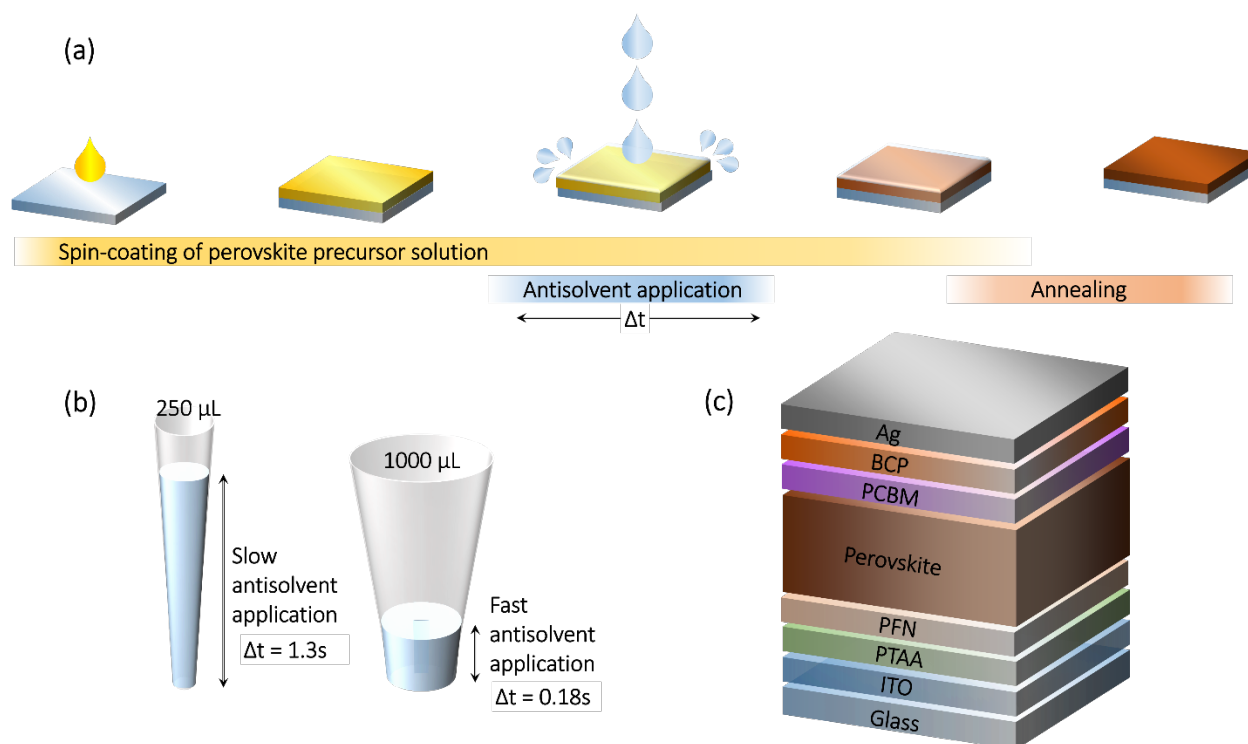 (a)
Spin-coating of perovskite precursor solution
Antisolvent application
Annealing
Δt
(b)
250 µL
Slow
antisolvent
application
Δt = 1.3s
1000 µL
Fast
antisolvent
application
Δt = 0.18s
(c)
Ag
BCP
PCBM
Perovskite
PFN
PTAA
ITO
Glass